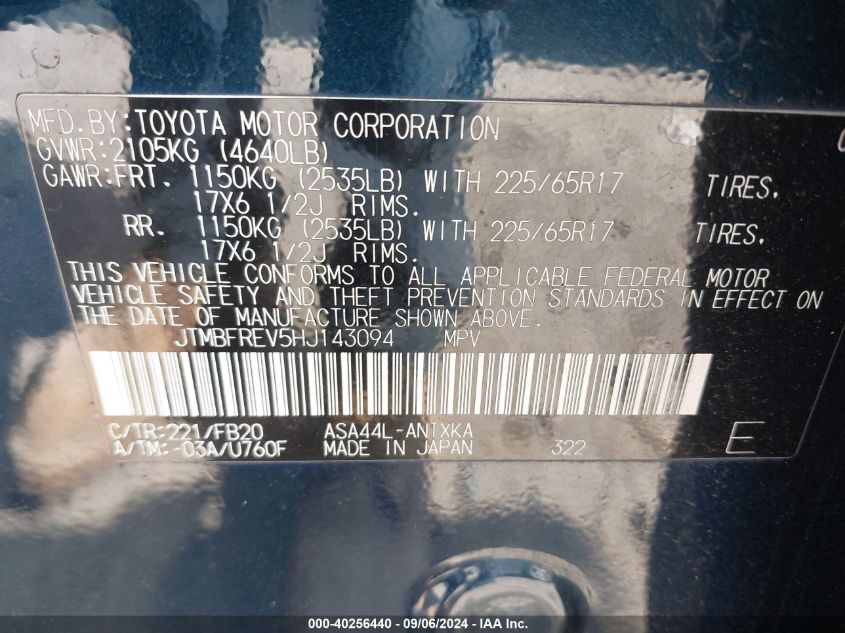 MFD. BY: TOYOTA MOTOR CORPORATION
GVWR: 2105KG (4640LB)
GAWR: FRT. 1150KG (2535LB) WITH 225/65R17 TIRES.
17X6 1/2J RIMS.
RR. 1150KG (2535LB) WITH 225/65R17 TIRES.
17X6 1/2J RIMS.
THIS VEHICLE CONFORMS TO ALL APPLICABLE FEDERAL MOTOR
VEHICLE SAFETY AND THEFT PREVENTION STANDARDS IN EFFECT ON
THE DATE OF MANUFACTURE SHOWN ABOVE.
JTMBFREV5HJ143094 MPV
C/TR: 221/FB20 ASA44L-ANTXKA
A/TM: -03A/U760F MADE IN JAPAN 322 E
000-40256440 - 09/06/2024 - IAA Inc.